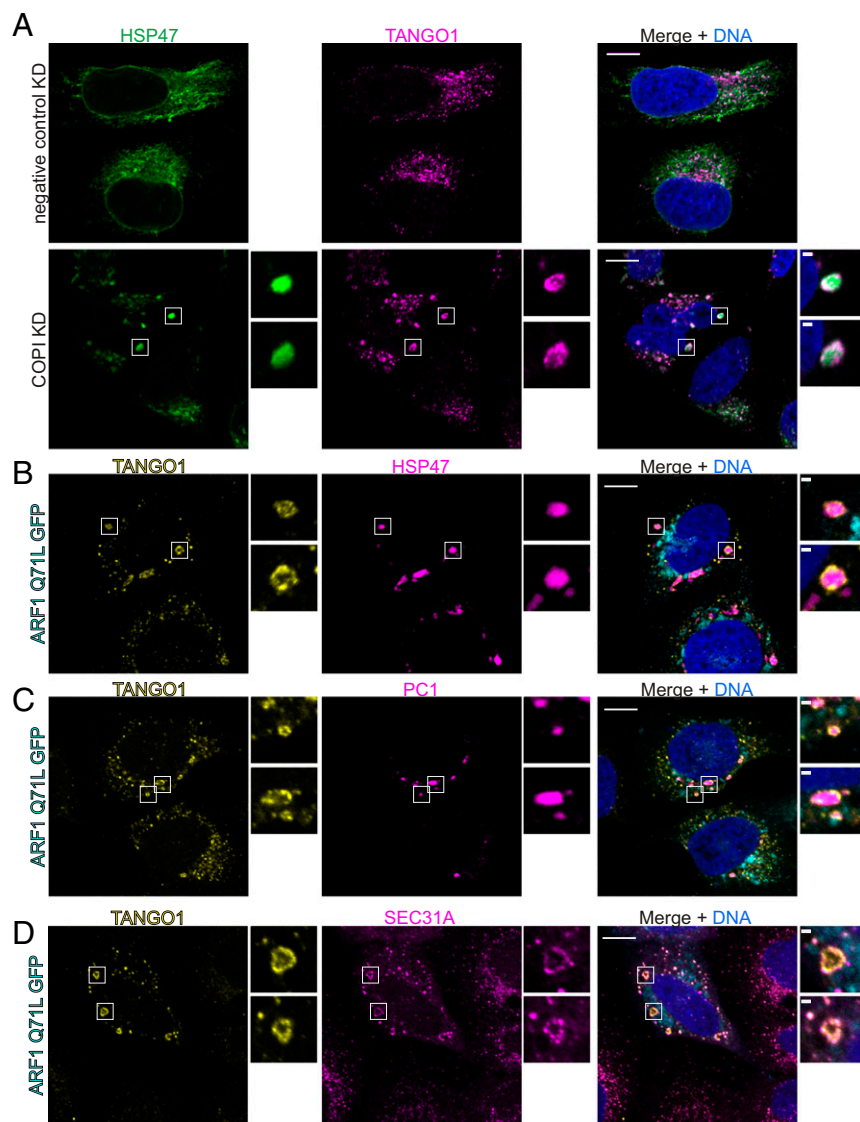 A
HSP47 TANGO1 Merge + DNA
negative control KD
COPI KD
B
TANGO1 HSP47 Merge + DNA
ARF1 Q71L GFP
C
TANGO1 PC1 Merge + DNA
ARF1 Q71L GFP
D
TANGO1 SEC31A Merge + DNA
ARF1 Q71L GFP